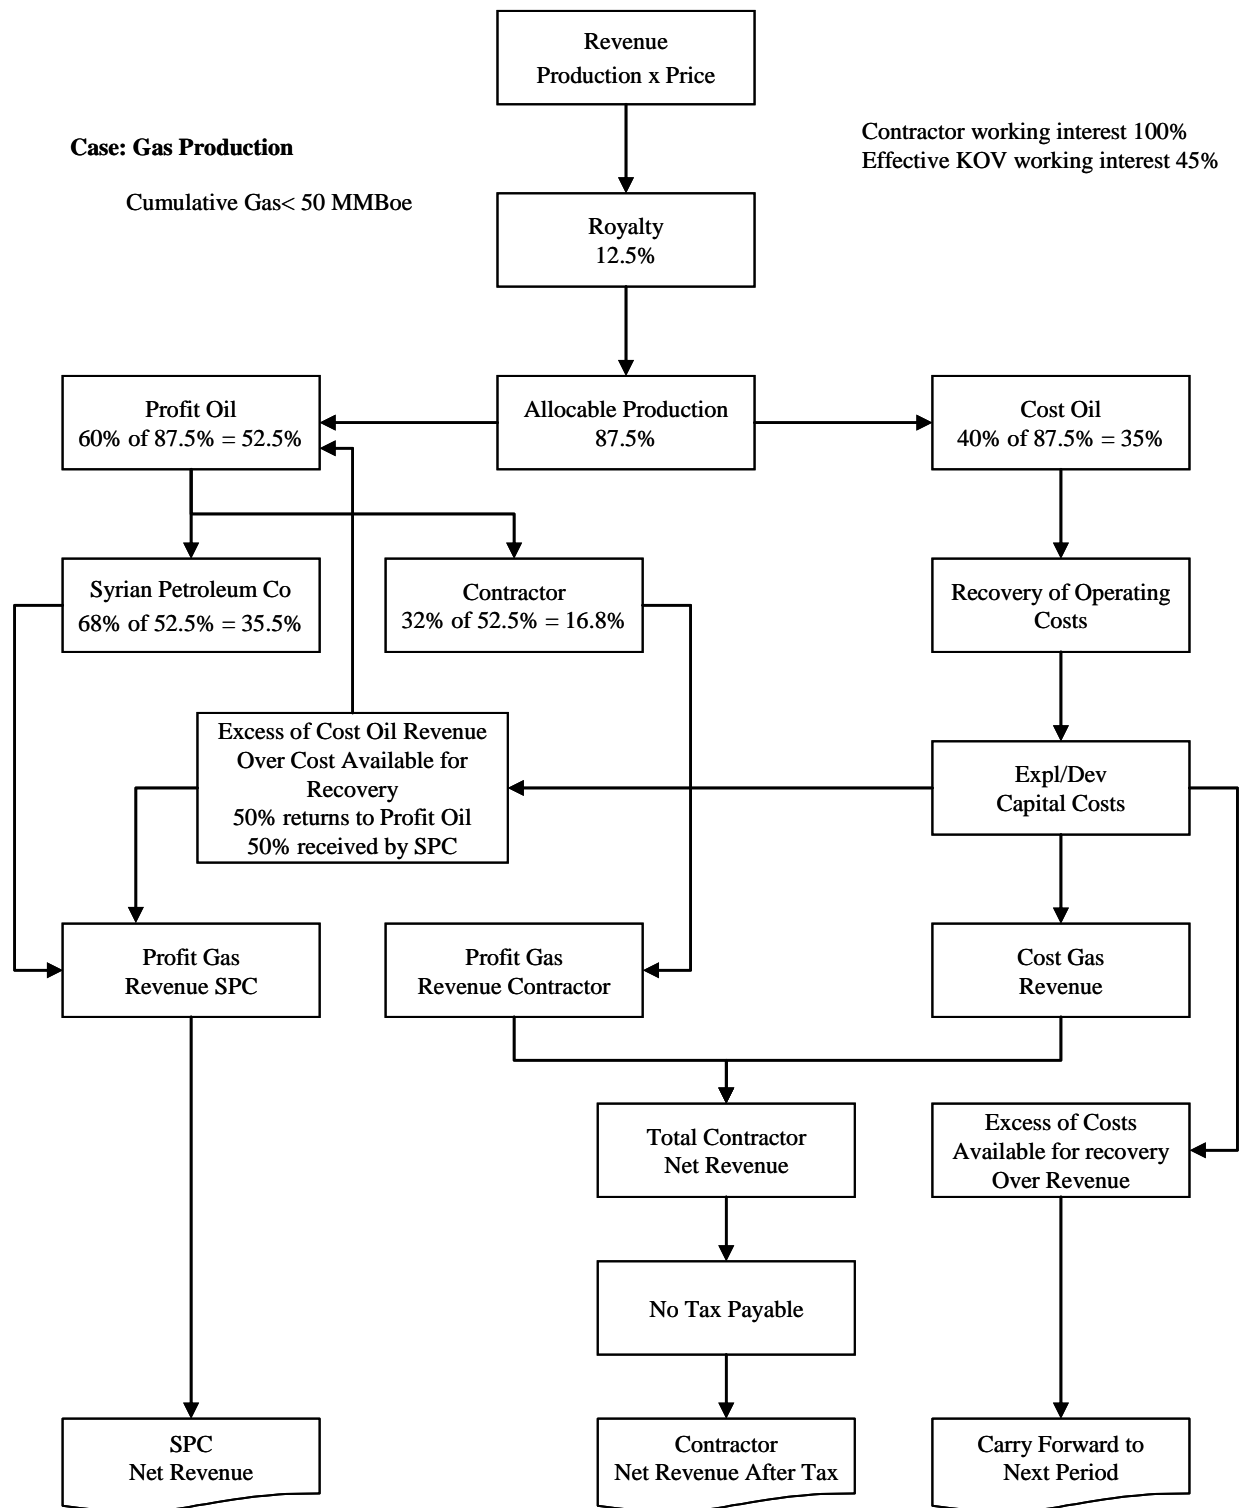 Revenue
Production x Price
Case: Gas Production
Cumulative Gas< 50 MMBoe
Contractor working interest 100%
Effective KOV working interest 45%
Royalty
12.5%
Profit Oil
60% of 87.5% = 52.5%
Allocable Production
87.5%
Cost Oil
40% of 87.5% = 35%
Syrian Petroleum Co
68% of 52.5% = 35.5%
Contractor
32% of 52.5% = 16.8%
Recovery of Operating
Costs
Excess of Cost Oil Revenue
Over Cost Available for
Recovery
50% returns to Profit Oil
50% received by SPC
Expl/Dev
Capital Costs
Profit Gas
Revenue SPC
Profit Gas
Revenue Contractor
Cost Gas
Revenue
Total Contractor
Net Revenue
Excess of Costs
Available for recovery
Over Revenue
No Tax Payable
SPC
Net Revenue
Contractor
Net Revenue After Tax
Carry Forward to
Next Period